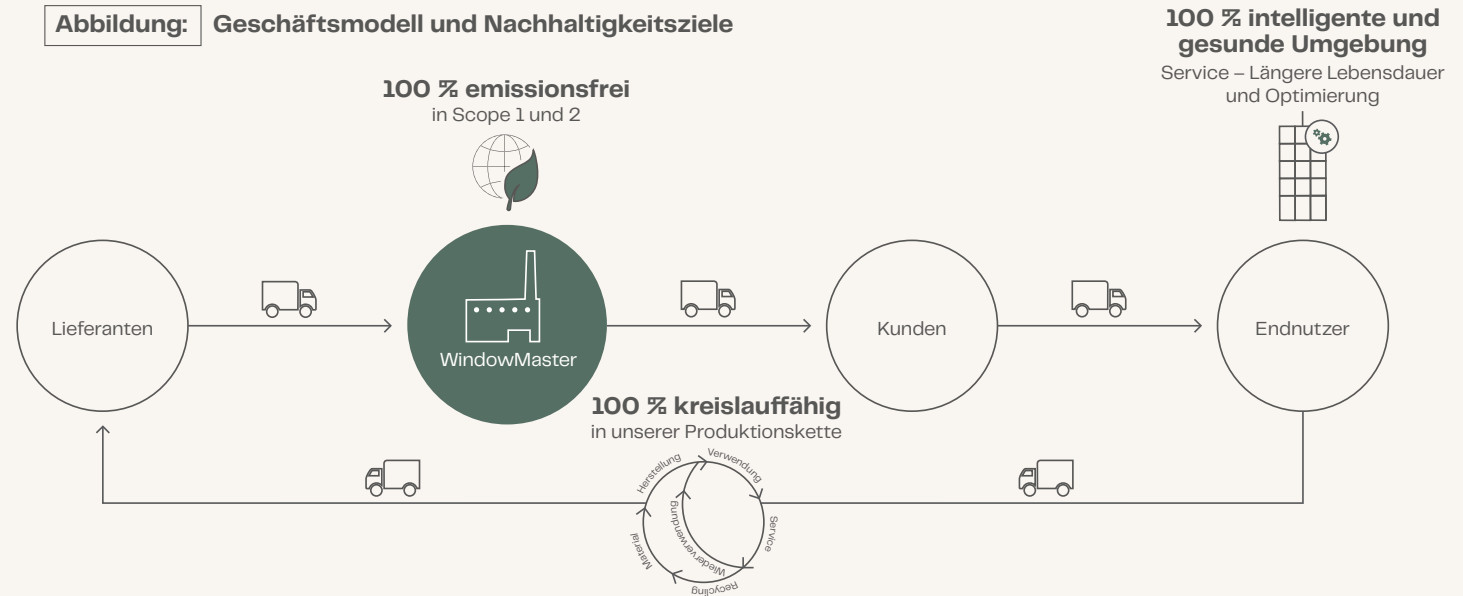 Abbildung: Geschäftsmodell und Nachhaltigkeitsziele
100 % intelligente und
gesunde Umgebung
Service – Längere Lebensdauer
und Optimierung
100 % emissionsfrei
in Scope 1 und 2
Lieferanten
WindowMaster
Kunden
Endnutzer
100 % kreislauffähig
in unserer Produktionskette
Herstellung
Verwendung
Service
Wiederverwendung
Material
Recycling